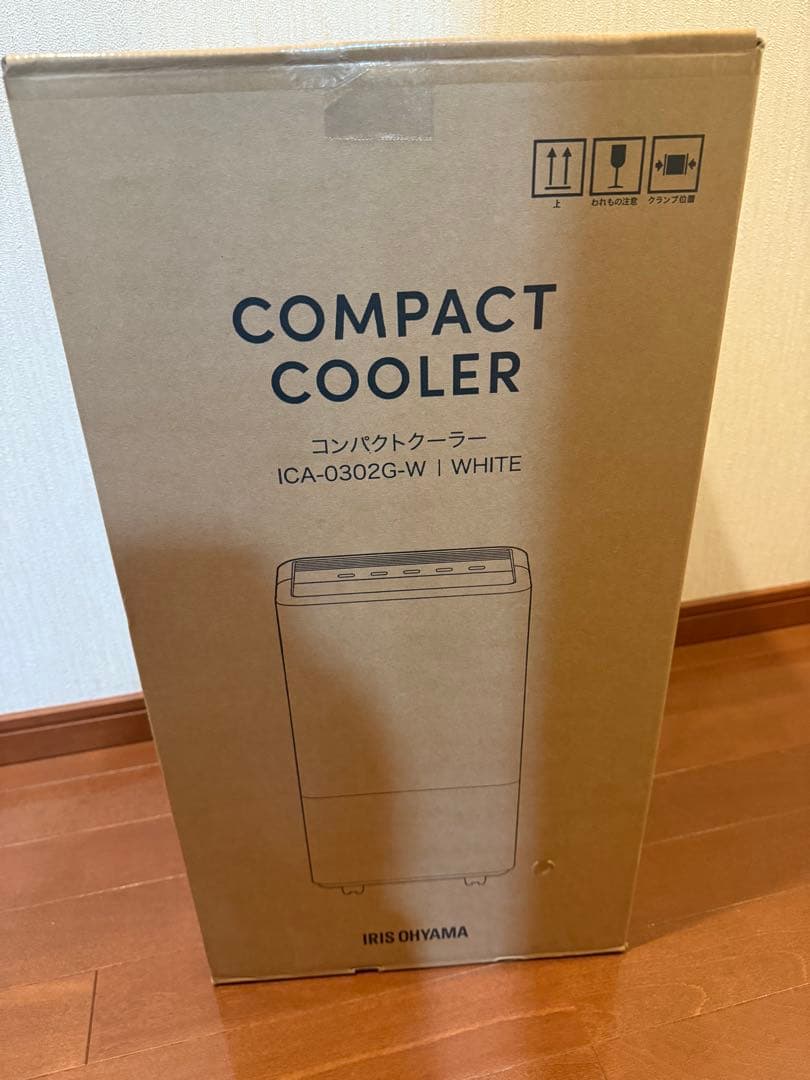 上 われもの注意 クランプ位置
COMPACT
COOLER
コンパクトクーラー
ICA-0302G-W | WHITE
IRIS OHYAMA